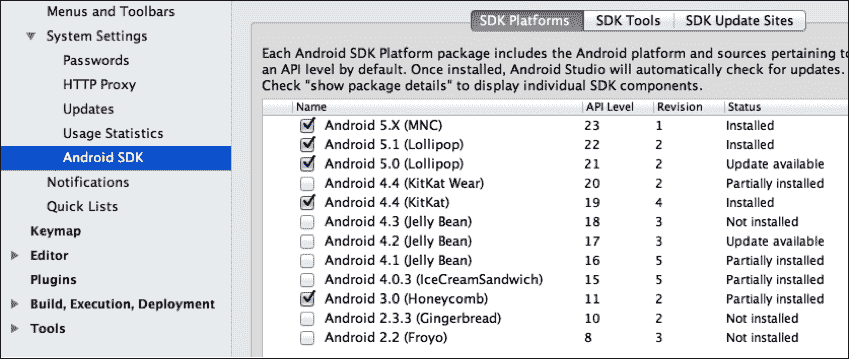 Menus and Toolbars
System Settings
Passwords
HTTP Proxy
Updates
Usage Statistics
Android SDK
Notifications
Quick Lists
Keymap
Editor
Plugins
Build, Execution, Deployment
Tools
SDK Platforms SDK Tools SDK Update Sites
Each Android SDK Platform package includes the Android platform and sources pertaining to
an API level by default. Once installed, Android Studio will automatically check for updates.
Check "show package details" to display individual SDK components.
Name API Level Revision Status
Android 5.X (MNC) 23 1 Installed
Android 5.1 (Lollipop) 22 2 Installed
Android 5.0 (Lollipop) 21 2 Update available
Android 4.4 (KitKat Wear) 20 2 Partially installed
Android 4.4 (KitKat) 19 4 Installed
Android 4.3 (Jelly Bean) 18 3 Not installed
Android 4.2 (Jelly Bean) 17 3 Update available
Android 4.1 (Jelly Bean) 16 5 Partially installed
Android 4.0.3 (IceCreamSandwich) 15 5 Partially installed
Android 3.0 (Honeycomb) 11 2 Partially installed
Android 2.3.3 (Gingerbread) 10 2 Not installed
Android 2.2 (Froyo) 8 3 Not installed